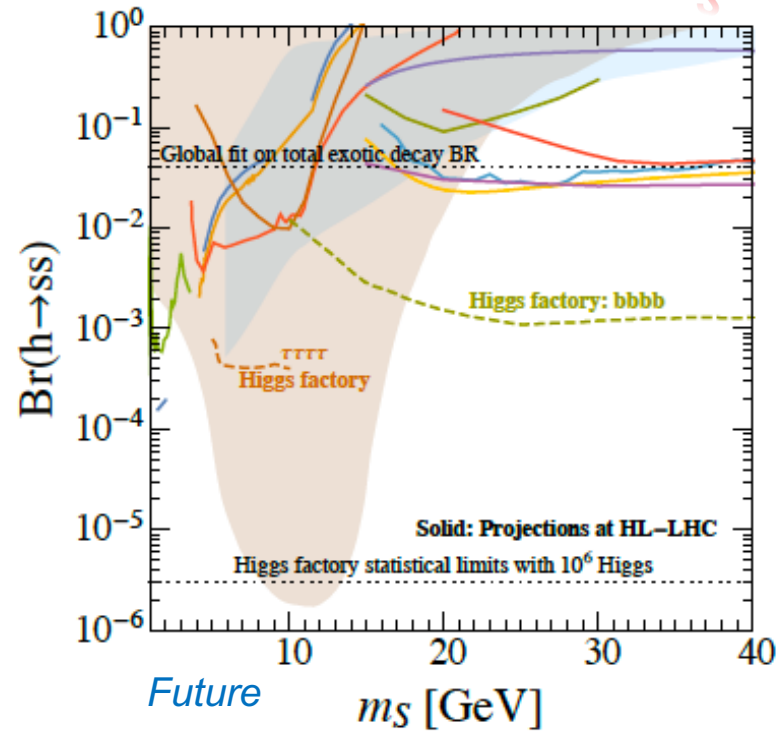 10⁰
10⁻¹
Global fit on total exotic decay BR
10⁻²
Higgs factory: bbbb
10⁻³
ττττ
Higgs factory
10⁻⁴
Br(h→ss)
10⁻⁵
Solid: Projections at HL−LHC
Higgs factory statistical limits with 10⁶ Higgs
10⁻⁶
10 20 30 40
Future
mS [GeV]